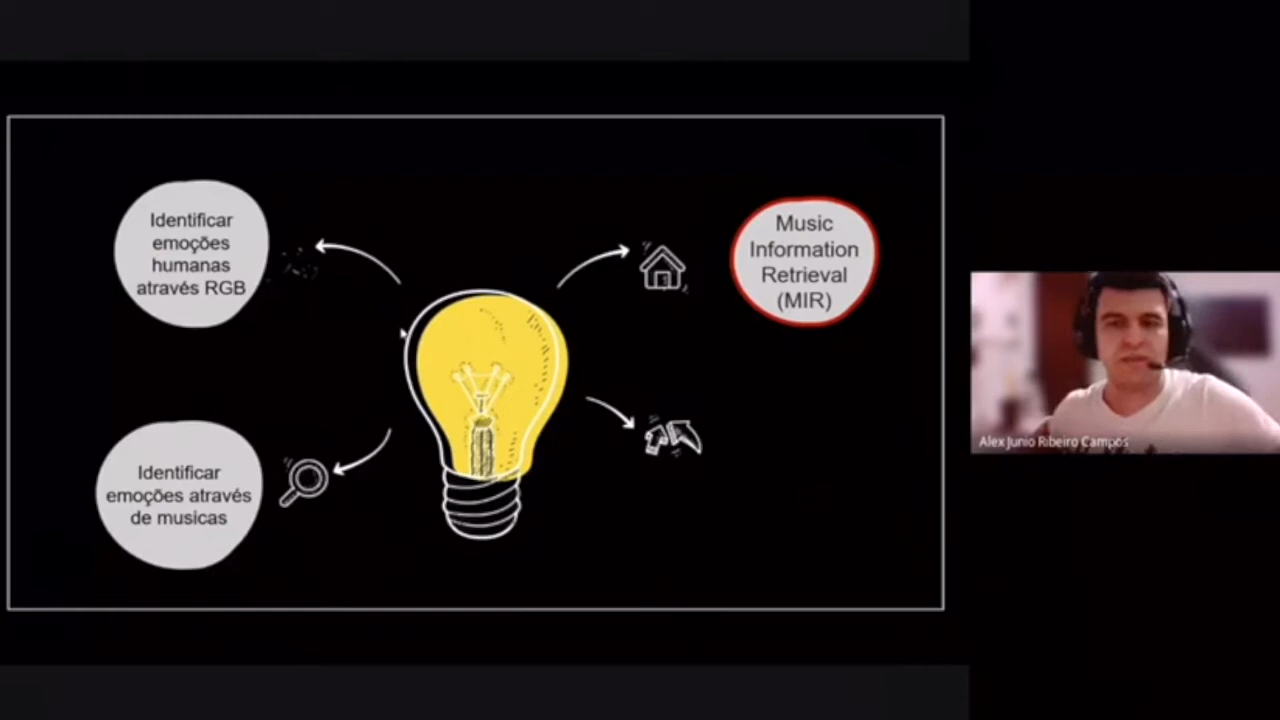 Identificar
emoções
humanas
através RGB
Music
Information
Retrieval
(MIR)
Identificar
emoções através
de musicas
Alex Junio Ribeiro Campos